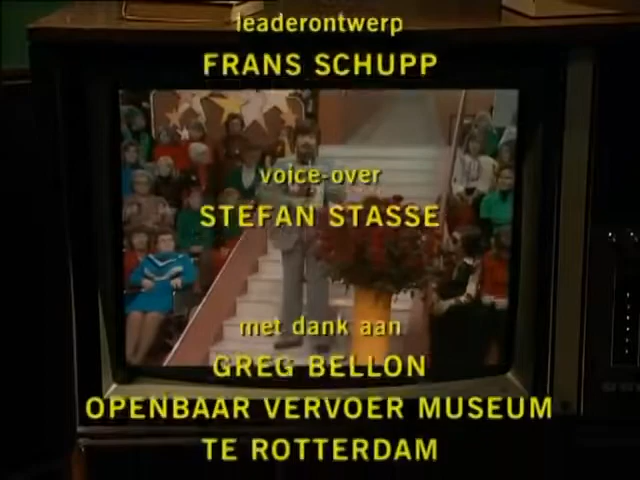 leaderontwerp
FRANS SCHUPP
voice-over
STEFAN STASSE
met dank aan
GREG BELLON
OPENBAAR VERVOER MUSEUM
TE ROTTERDAM